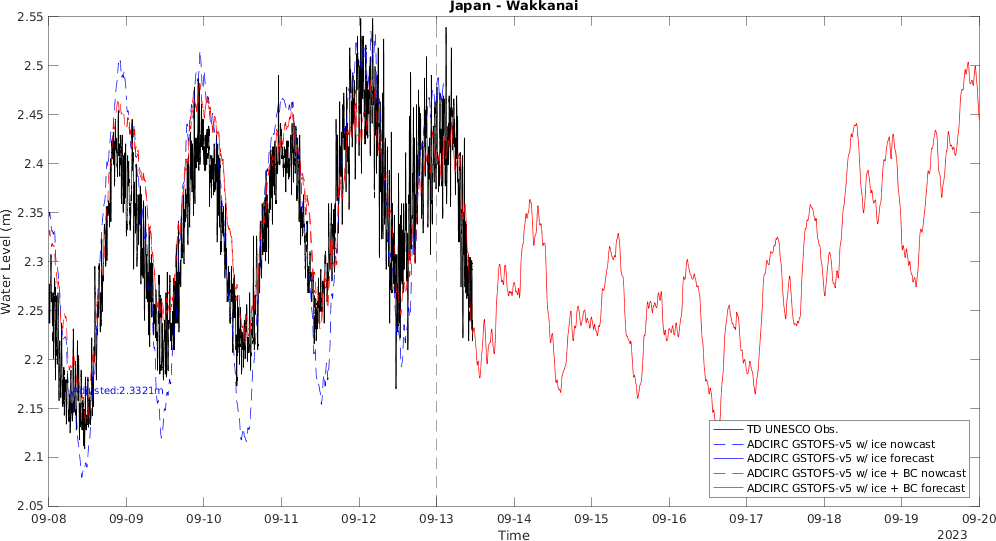 Japan - Wakkanai
2.55
2.5
2.45
2.4
2.35
2.3
2.25
2.2
2.15
2.1
2.05
Water Level (m)
Adjusted:2.3321m
TD UNESCO Obs.
ADCIRC GSTOFS-v5 w/ ice nowcast
ADCIRC GSTOFS-v5 w/ ice forecast
ADCIRC GSTOFS-v5 w/ ice + BC nowcast
ADCIRC GSTOFS-v5 w/ ice + BC forecast
09-08 09-09 09-10 09-11 09-12 09-13 09-14 09-15 09-16 09-17 09-18 09-19 09-20
Time
2023